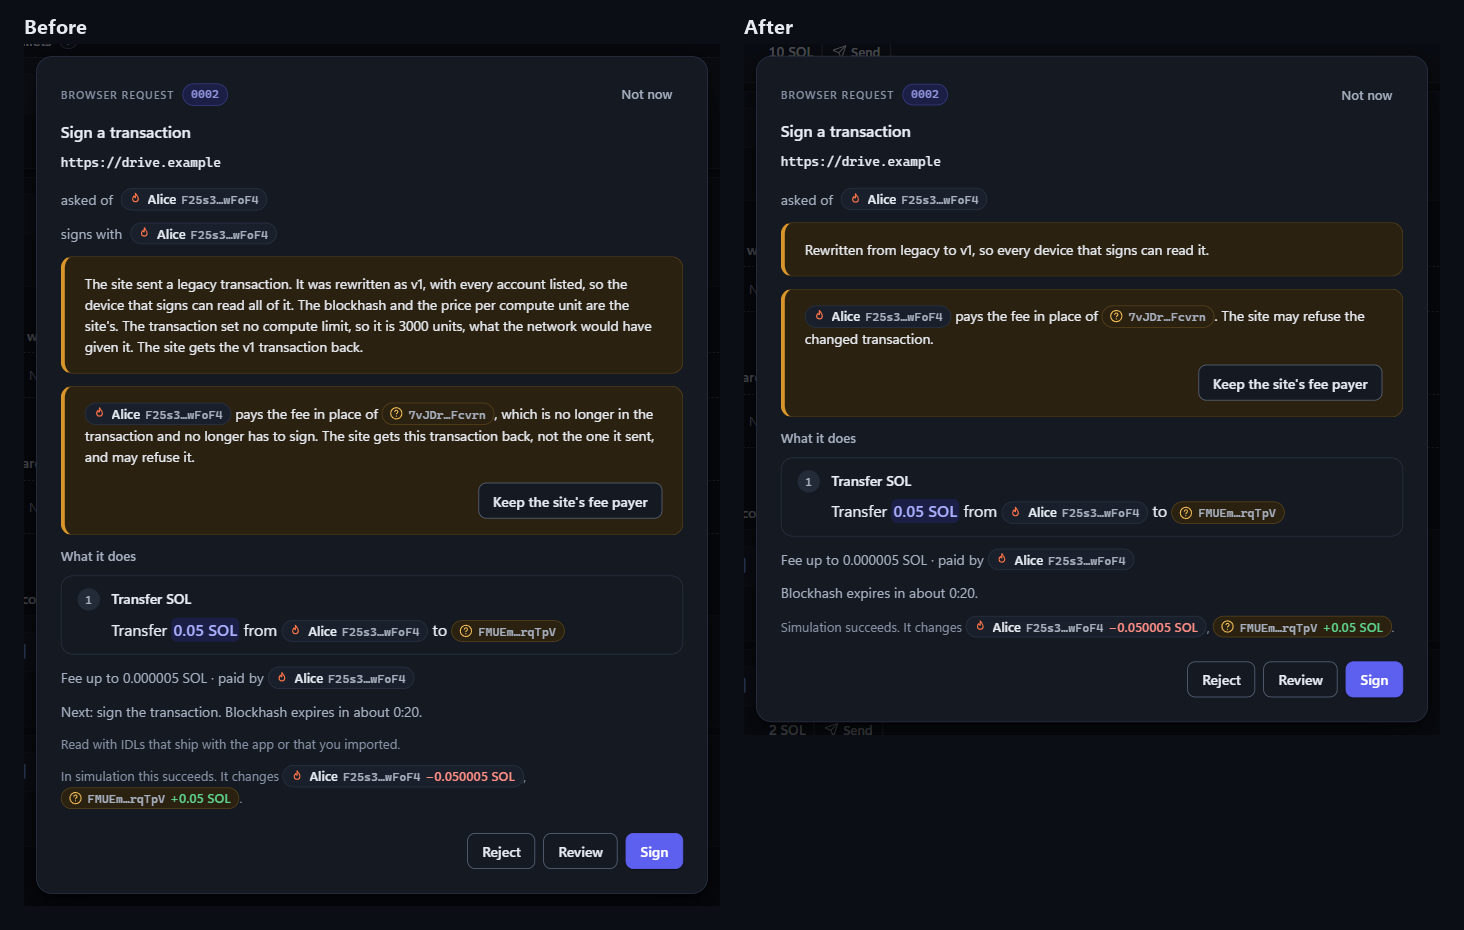 Before
BROWSER REQUEST 0002
Not now
Sign a transaction
https://drive.example
asked of Alice F25s3…wFoF4
signs with Alice F25s3…wFoF4
The site sent a legacy transaction. It was rewritten as v1, with every account listed, so the
device that signs can read all of it. The blockhash and the price per compute unit are the
site's. The transaction set no compute limit, so it is 3000 units, what the network would have
given it. The site gets the v1 transaction back.
Alice F25s3…wFoF4 pays the fee in place of 7vJDr…Fcvrn, which is no longer in the
transaction and no longer has to sign. The site gets this transaction back, not the one it sent,
and may refuse it.
Keep the site's fee payer
What it does
1 Transfer SOL
Transfer 0.05 SOL from Alice F25s3…wFoF4 to FMUEm…rqTpV
Fee up to 0.000005 SOL · paid by Alice F25s3…wFoF4
Next: sign the transaction. Blockhash expires in about 0:20.
Read with IDLs that ship with the app or that you imported.
In simulation this succeeds. It changes Alice F25s3…wFoF4 −0.050005 SOL,
FMUEm…rqTpV +0.05 SOL.
Reject Review Sign
After
10 SOL Send
BROWSER REQUEST 0002
Not now
Sign a transaction
https://drive.example
asked of Alice F25s3…wFoF4
Rewritten from legacy to v1, so every device that signs can read it.
Alice F25s3…wFoF4 pays the fee in place of 7vJDr…Fcvrn. The site may refuse the
changed transaction.
Keep the site's fee payer
What it does
1 Transfer SOL
Transfer 0.05 SOL from Alice F25s3…wFoF4 to FMUEm…rqTpV
Fee up to 0.000005 SOL · paid by Alice F25s3…wFoF4
Blockhash expires in about 0:20.
Simulation succeeds. It changes Alice F25s3…wFoF4 −0.050005 SOL, FMUEm…rqTpV +0.05 SOL.
Reject Review Sign
2 SOL Send